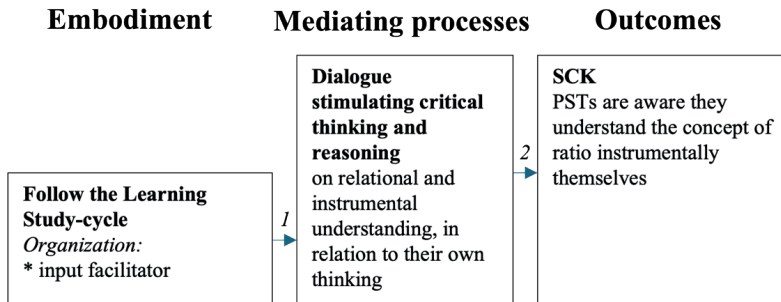 Embodiment
Mediating processes
Outcomes
Follow the Learning
Study-cycle
Organization:
* input facilitator
1
Dialogue
stimulating critical
thinking and
reasoning
on relational and
instrumental
understanding, in
relation to their own
thinking
2
SCK
PSTs are aware they
understand the concept of
ratio instrumentally
themselves